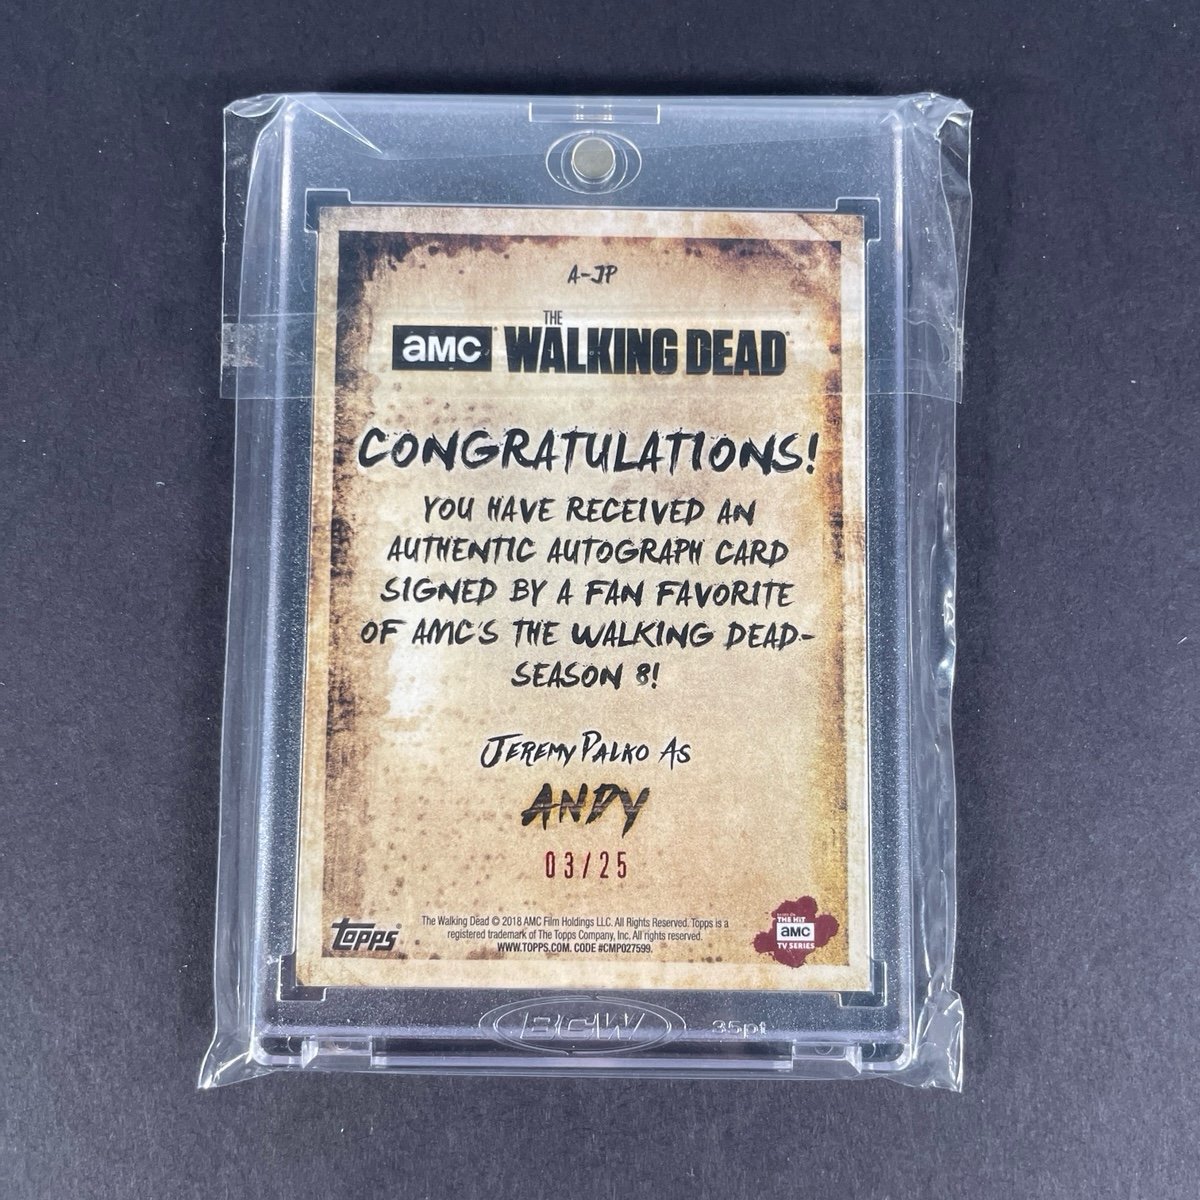 A-JP
aMC THE WALKING DEAD
CONGRATULATIONS!
YOU HAVE RECEIVED AN
AUTHENTIC AUTOGRAPH CARD
SIGNED BY A FAN FAVORITE
OF AMC'S THE WALKING DEAD-
SEASON 8!
JEREMY PALKO AS
ANDY
03/25
The Walking Dead © 2018 AMC Film Holdings LLC. All Rights Reserved. Topps is a
registered trademark of The Topps Company, Inc. All rights reserved.
WWW.TOPPS.COM. CODE #CMP027599.
topps
BASED ON
THE HIT
aMC
TV SERIES
BCW
35pt